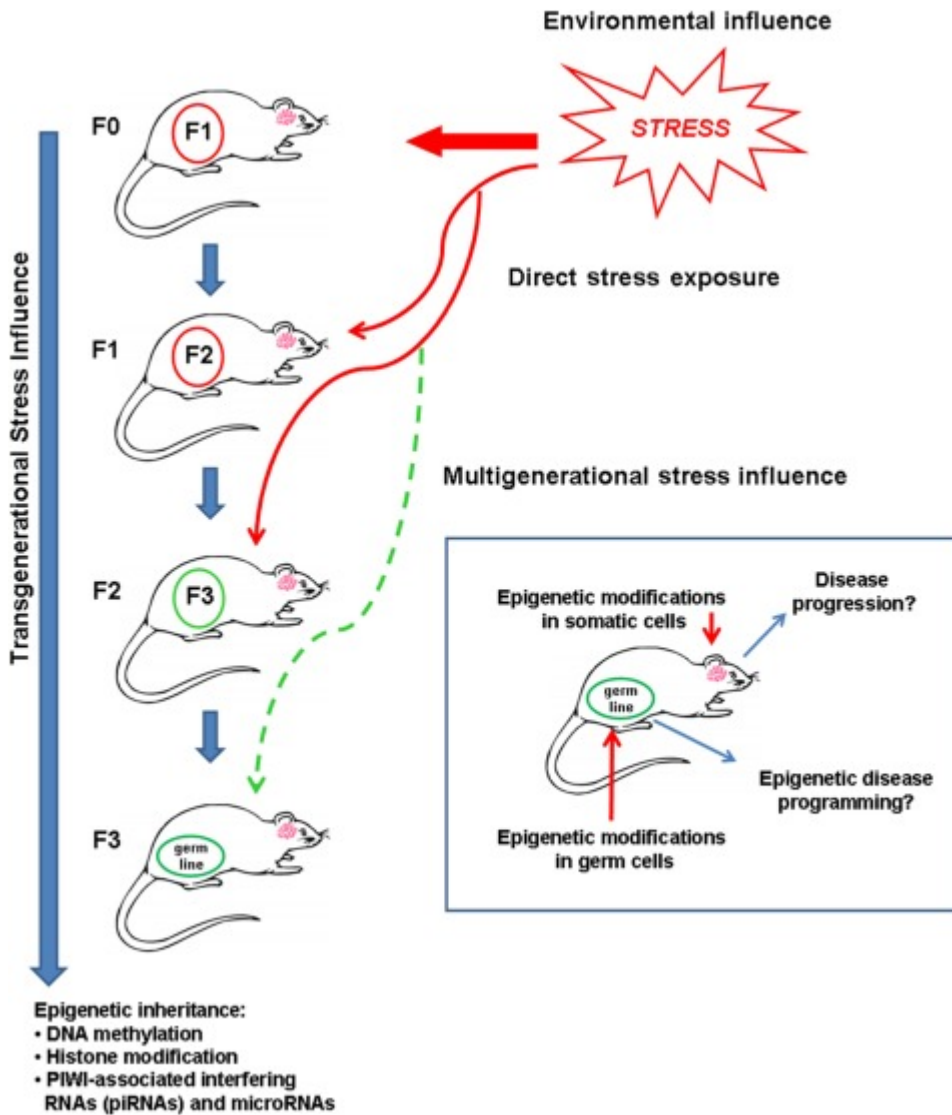 Environmental influence
STRESS
F0
F1
Direct stress exposure
F1
F2
Transgenerational Stress Influence
Multigenerational stress influence
F2
F3
Epigenetic modifications
in somatic cells
Disease
progression?
germ
line
Epigenetic disease
programming?
Epigenetic modifications
in germ cells
F3
germ
line
Epigenetic inheritance:
• DNA methylation
• Histone modification
• PIWI-associated interfering
RNAs (piRNAs) and microRNAs